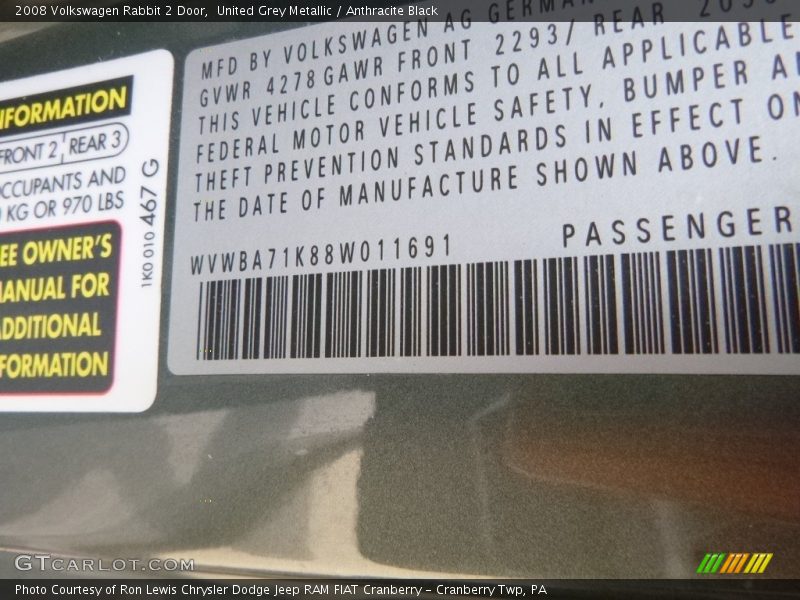 2008 Volkswagen Rabbit 2 Door, United Grey Metallic / Anthracite Black
MFD BY VOLKSWAGEN AG
GVWR 4278 GAWR FRONT 2293/ REAR
THIS VEHICLE CONFORMS TO ALL APPLICABLE
FEDERAL MOTOR VEHICLE SAFETY, BUMPER
THEFT PREVENTION STANDARDS IN EFFECT ON
THE DATE OF MANUFACTURE SHOWN ABOVE.
WVWBA71K88W011691 PASSENGER
FORMATION
FRONT 2 REAR 3
OCCUPANTS AND
KG OR 970 LBS
EE OWNER'S
MANUAL FOR
ADDITIONAL
FORMATION
1K0 010 467 G
GTCARLOT.COM
Photo Courtesy of Ron Lewis Chrysler Dodge Jeep RAM FIAT Cranberry - Cranberry Twp, PA